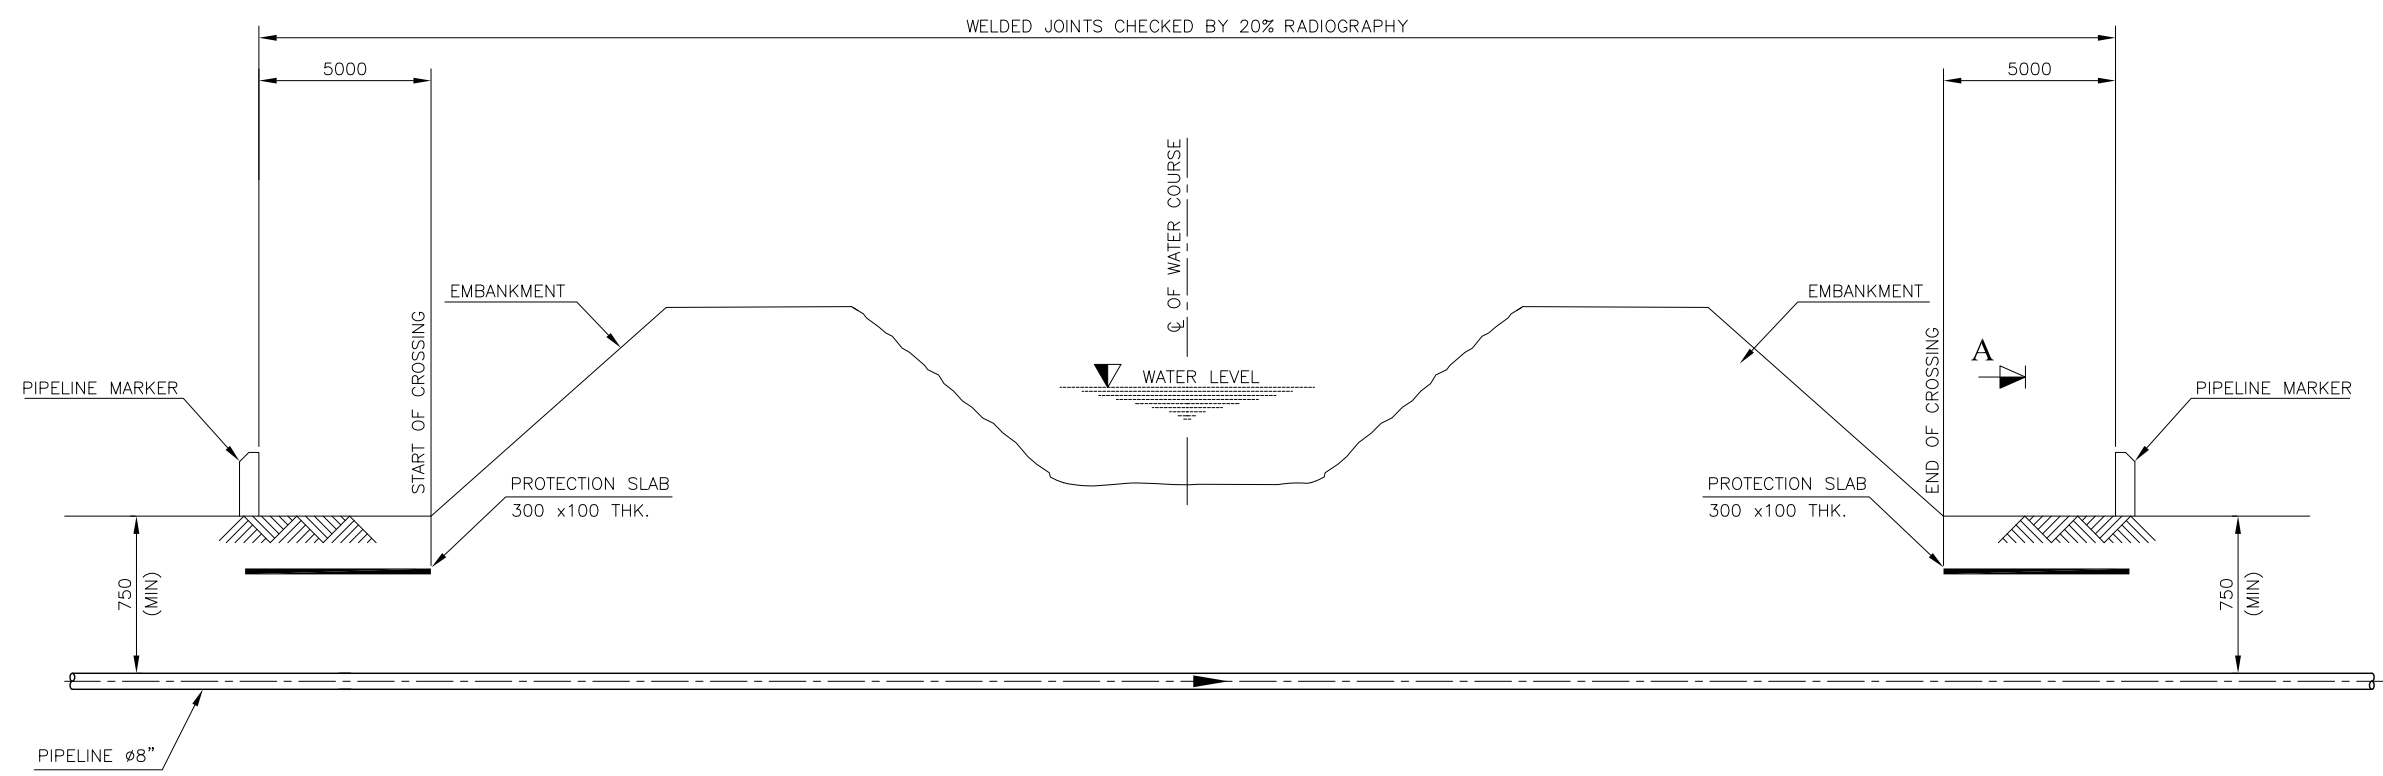 WELDED JOINTS CHECKED BY 20% RADIOGRAPHY
5000
5000
℄ OF WATER COURSE
EMBANKMENT
EMBANKMENT
START OF CROSSING
END OF CROSSING
A
WATER LEVEL
PIPELINE MARKER
PIPELINE MARKER
PROTECTION SLAB
300 x100 THK.
PROTECTION SLAB
300 x100 THK.
750
(MIN)
750
(MIN)
PIPELINE ø8"